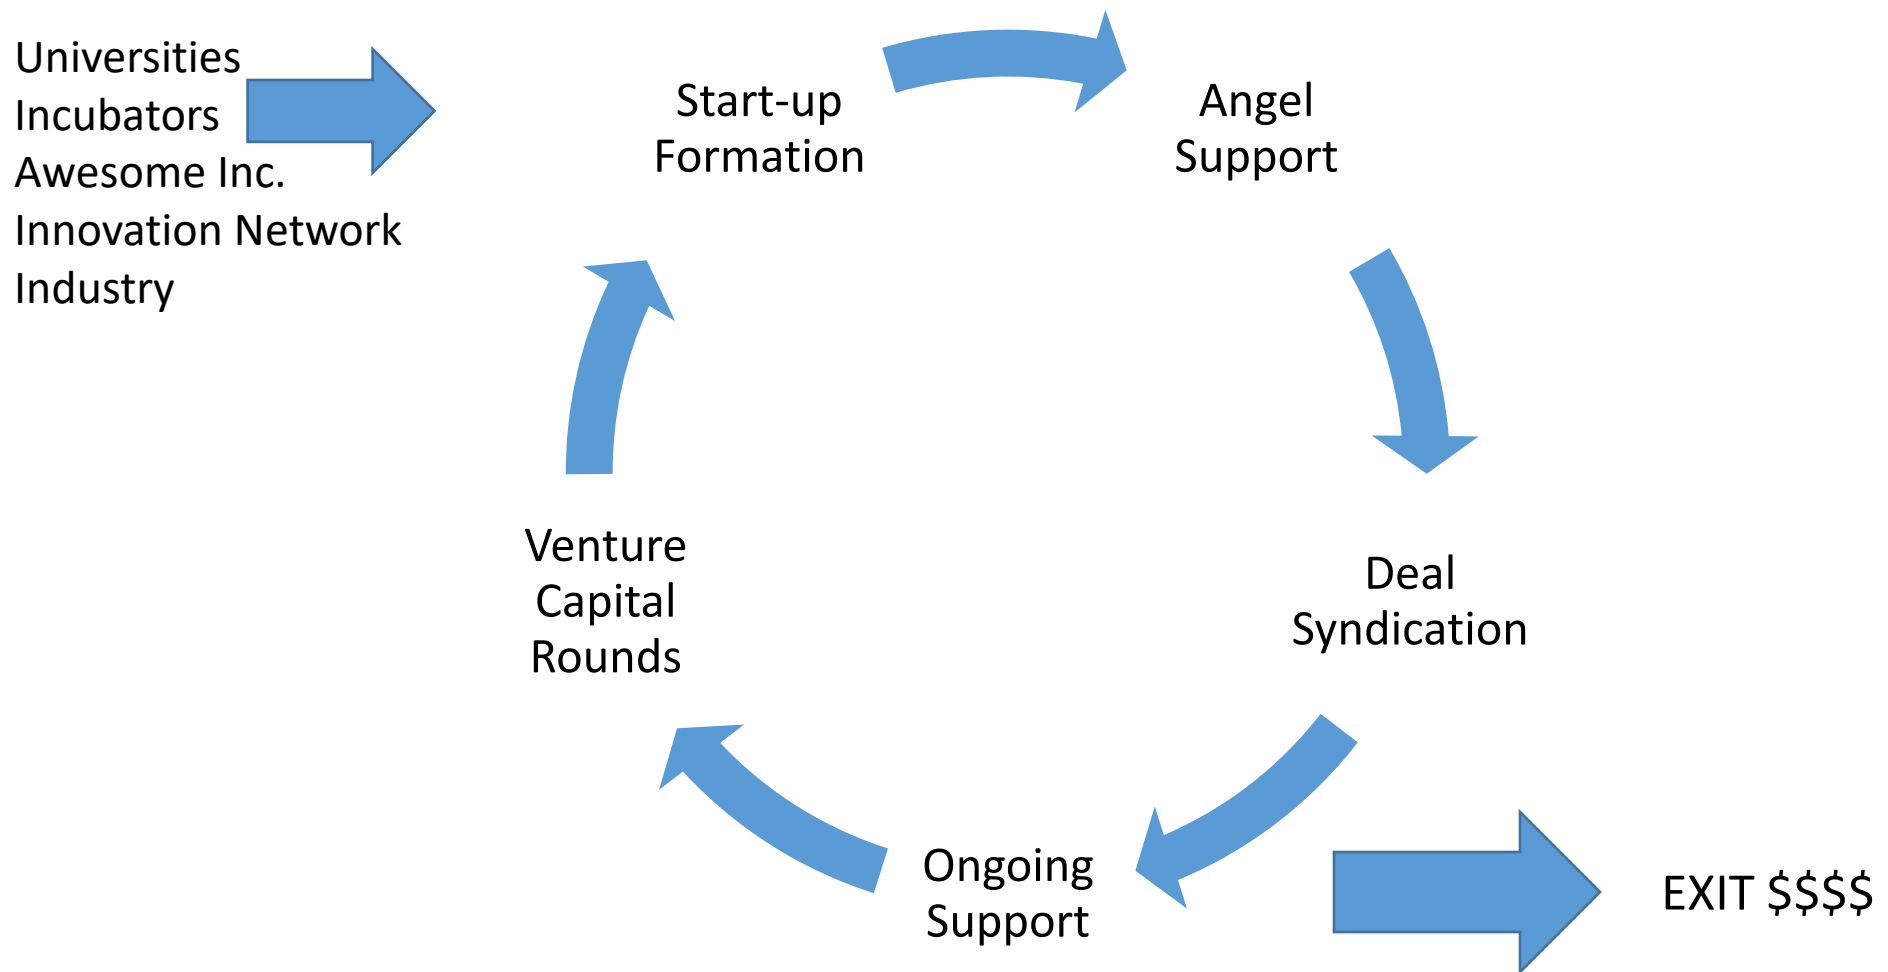 Universities
Incubators
Awesome Inc.
Innovation Network
Industry
Start-up
Formation
Angel
Support
Deal
Syndication
Ongoing
Support
Venture
Capital
Rounds
EXIT $$$$